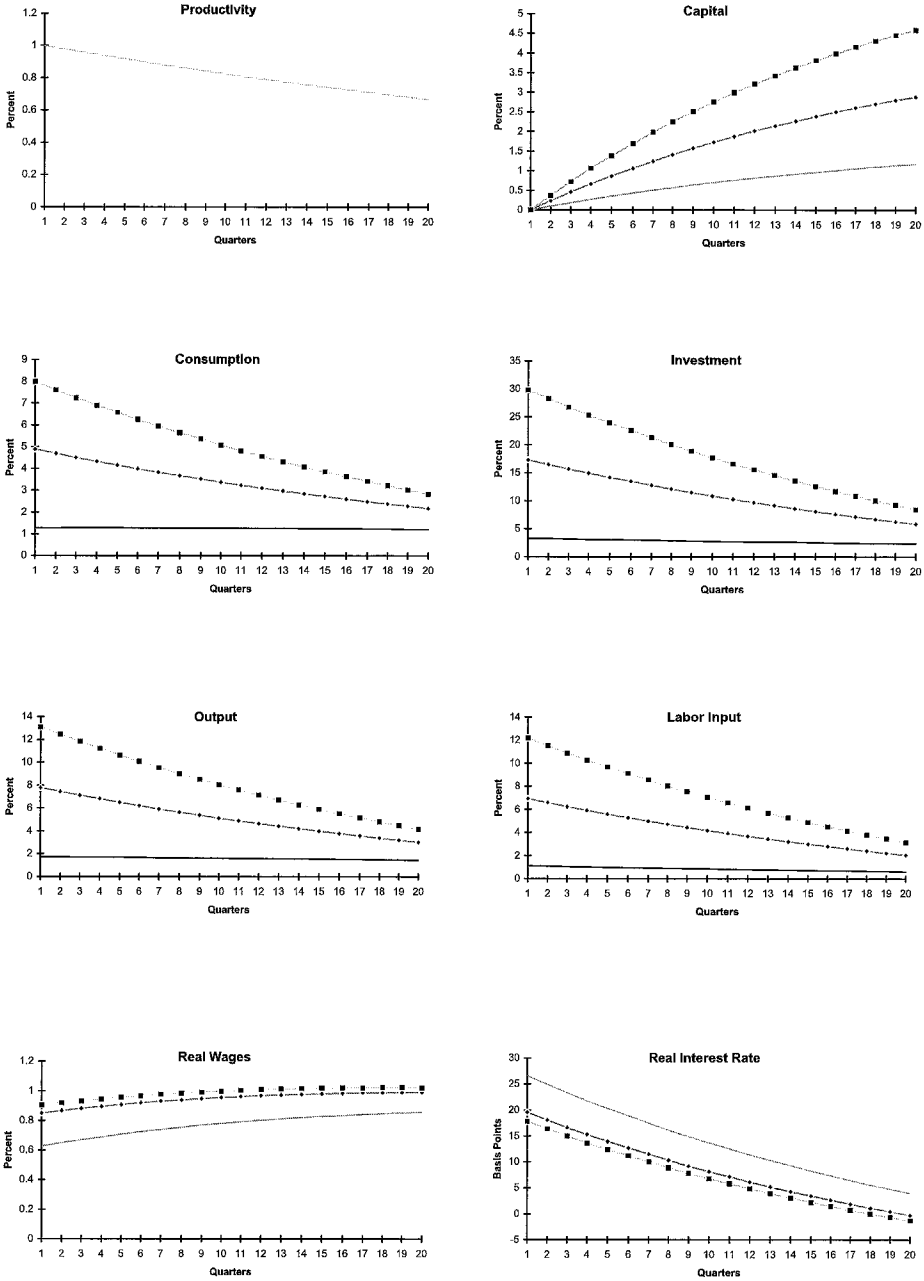 Productivity
1.2
1
0.8
0.6
0.4
0.2
0
Percent
1 2 3 4 5 6 7 8 9 10 11 12 13 14 15 16 17 18 19 20
Quarters
Capital
5
4.5
4
3.5
3
2.5
2
1.5
1
0.5
0
Percent
1 2 3 4 5 6 7 8 9 10 11 12 13 14 15 16 17 18 19 20
Quarters
Consumption
9
8
7
6
5
4
3
2
1
0
Percent
1 2 3 4 5 6 7 8 9 10 11 12 13 14 15 16 17 18 19 20
Quarters
Investment
35
30
25
20
15
10
5
0
Percent
1 2 3 4 5 6 7 8 9 10 11 12 13 14 15 16 17 18 19 20
Quarters
Output
14
12
10
8
6
4
2
0
Percent
1 2 3 4 5 6 7 8 9 10 11 12 13 14 15 16 17 18 19 20
Quarters
Labor Input
14
12
10
8
6
4
2
0
Percent
1 2 3 4 5 6 7 8 9 10 11 12 13 14 15 16 17 18 19 20
Quarters
Real Wages
1.2
1
0.8
0.6
0.4
0.2
0
Percent
1 2 3 4 5 6 7 8 9 10 11 12 13 14 15 16 17 18 19 20
Quarters
Real Interest Rate
30
25
20
15
10
5
0
-5
Basis Points
1 2 3 4 5 6 7 8 9 10 11 12 13 14 15 16 17 18 19 20
Quarters